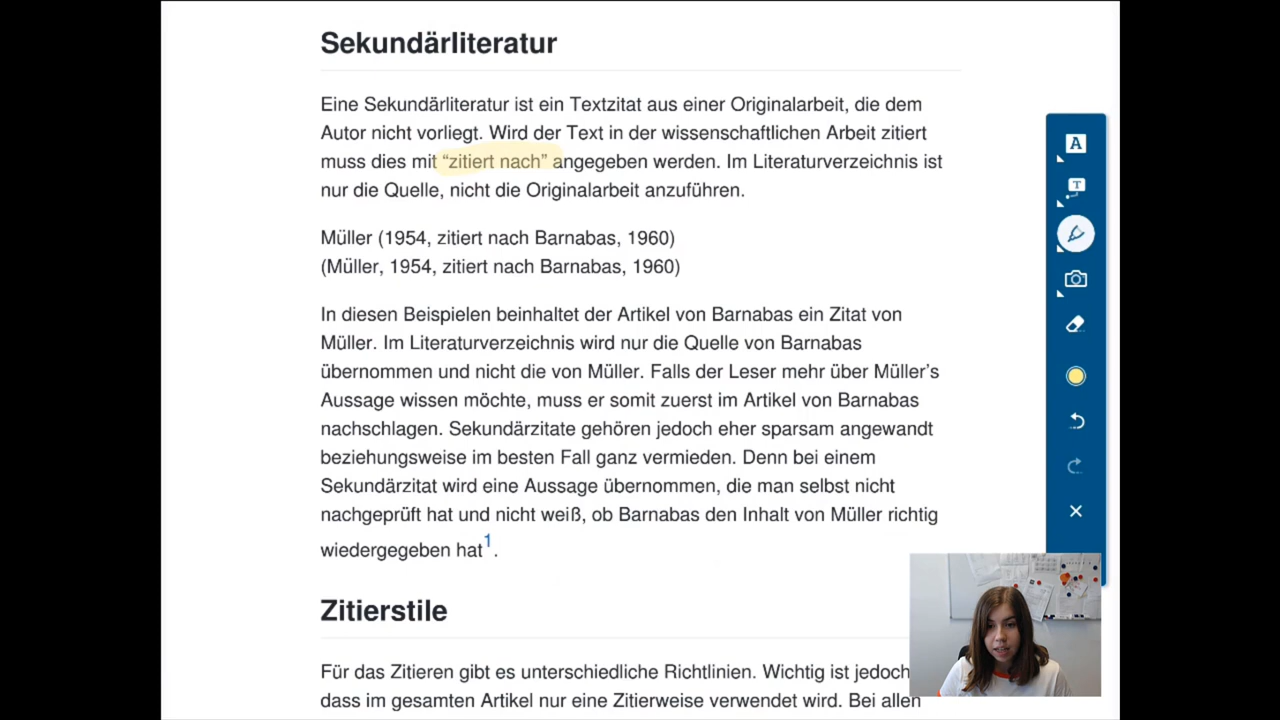 Sekundärliteratur
Eine Sekundärliteratur ist ein Textzitat aus einer Originalarbeit, die dem
Autor nicht vorliegt. Wird der Text in der wissenschaftlichen Arbeit zitiert
muss dies mit “zitiert nach” angegeben werden. Im Literaturverzeichnis ist
nur die Quelle, nicht die Originalarbeit anzuführen.
Müller (1954, zitiert nach Barnabas, 1960)
(Müller, 1954, zitiert nach Barnabas, 1960)
In diesen Beispielen beinhaltet der Artikel von Barnabas ein Zitat von
Müller. Im Literaturverzeichnis wird nur die Quelle von Barnabas
übernommen und nicht die von Müller. Falls der Leser mehr über Müller’s
Aussage wissen möchte, muss er somit zuerst im Artikel von Barnabas
nachschlagen. Sekundärzitate gehören jedoch eher sparsam angewandt
beziehungsweise im besten Fall ganz vermieden. Denn bei einem
Sekundärzitat wird eine Aussage übernommen, die man selbst nicht
nachgeprüft hat und nicht weiß, ob Barnabas den Inhalt von Müller richtig
wiedergegeben hat1.
Zitierstile
Für das Zitieren gibt es unterschiedliche Richtlinien. Wichtig ist jedoch
dass im gesamten Artikel nur eine Zitierweise verwendet wird. Bei allen
A
T